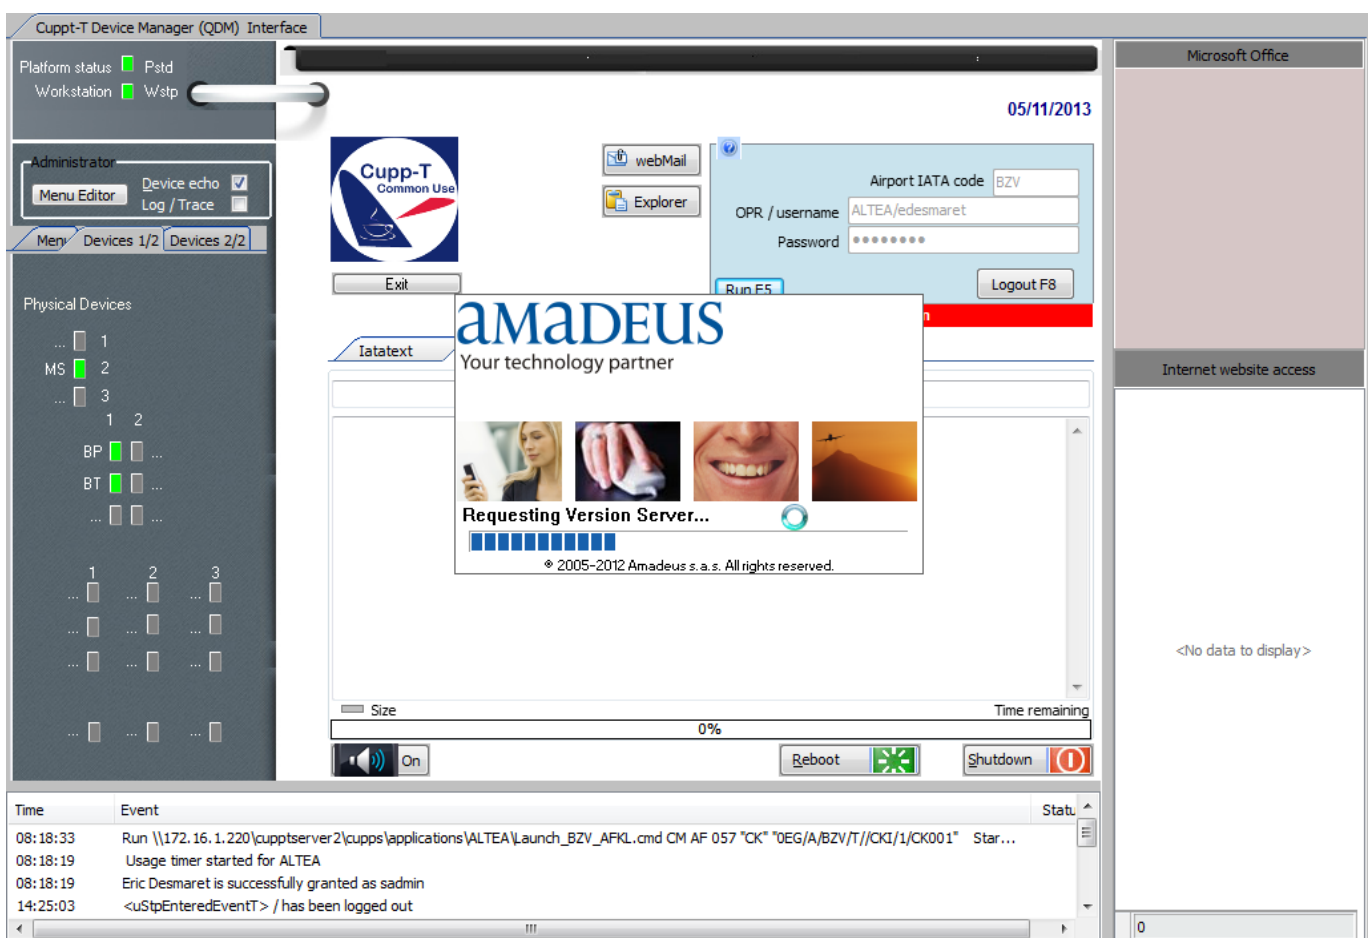 Cuppt-T Device Manager (QDM) Interface
Platform status Pstd
Workstation Wstp
Administrator
Menu Editor
Device echo
Log / Trace
Menu Devices 1/2 Devices 2/2
Physical Devices
... 1
MS 2
... 3
1 2
BP ...
BT ...
... ...
1 2 3
... ... ...
... ... ...
... ... ...
... ... ...
05/11/2013
Cupp-T
Common Use
Exit
webMail
Explorer
Airport IATA code BZV
OPR / username ALTEA/edesmaret
Password ●●●●●●●●
Run F5
Logout F8
Iatatext
amadeus
Your technology partner
Requesting Version Server...
© 2005-2012 Amadeus s.a.s. All rights reserved.
Size
Time remaining
0%
On
Reboot
Shutdown
Microsoft Office
Internet website access
<No data to display>
0
Time Event
08:18:33 Run \\172.16.1.220\cupptserver2\cupps\applications\ALTEA\Launch_BZV_AFKL.cmd CM AF 057 "CK" "0EG/A/BZV/T//CKI/1/CK001" Star...
08:18:19 Usage timer started for ALTEA
08:18:19 Eric Desmaret is successfully granted as sadmin
14:25:03 <uStpEnteredEventT> / has been logged out